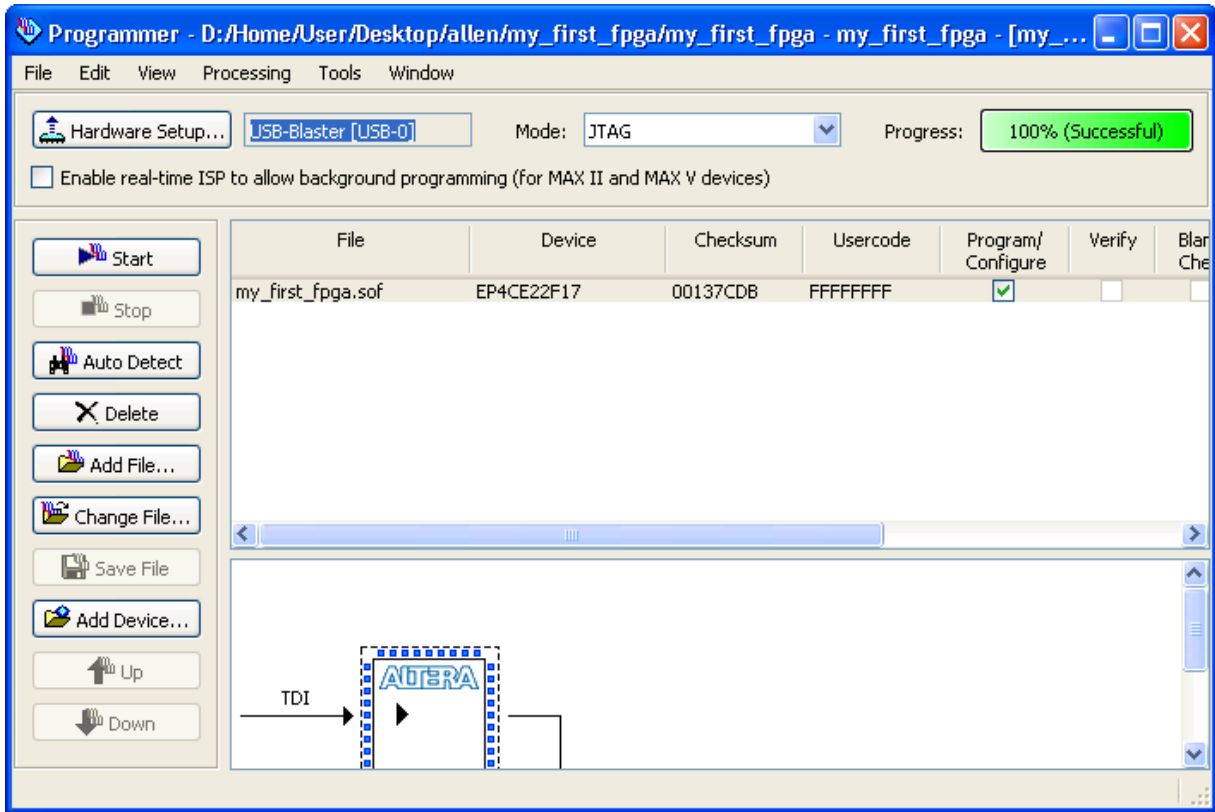 Programmer - D:/Home/User/Desktop/allen/my_first_fpga/my_first_fpga - my_first_fpga - [my_...
File Edit View Processing Tools Window
Hardware Setup... USB-Blaster [USB-0] Mode: JTAG Progress: 100% (Successful)
Enable real-time ISP to allow background programming (for MAX II and MAX V devices)
Start
Stop
Auto Detect
Delete
Add File...
Change File...
Save File
Add Device...
Up
Down
File Device Checksum Usercode Program/ Verify Blan
Configure Che
my_first_fpga.sof EP4CE22F17 00137CDB FFFFFFFF
ALTERA
TDI